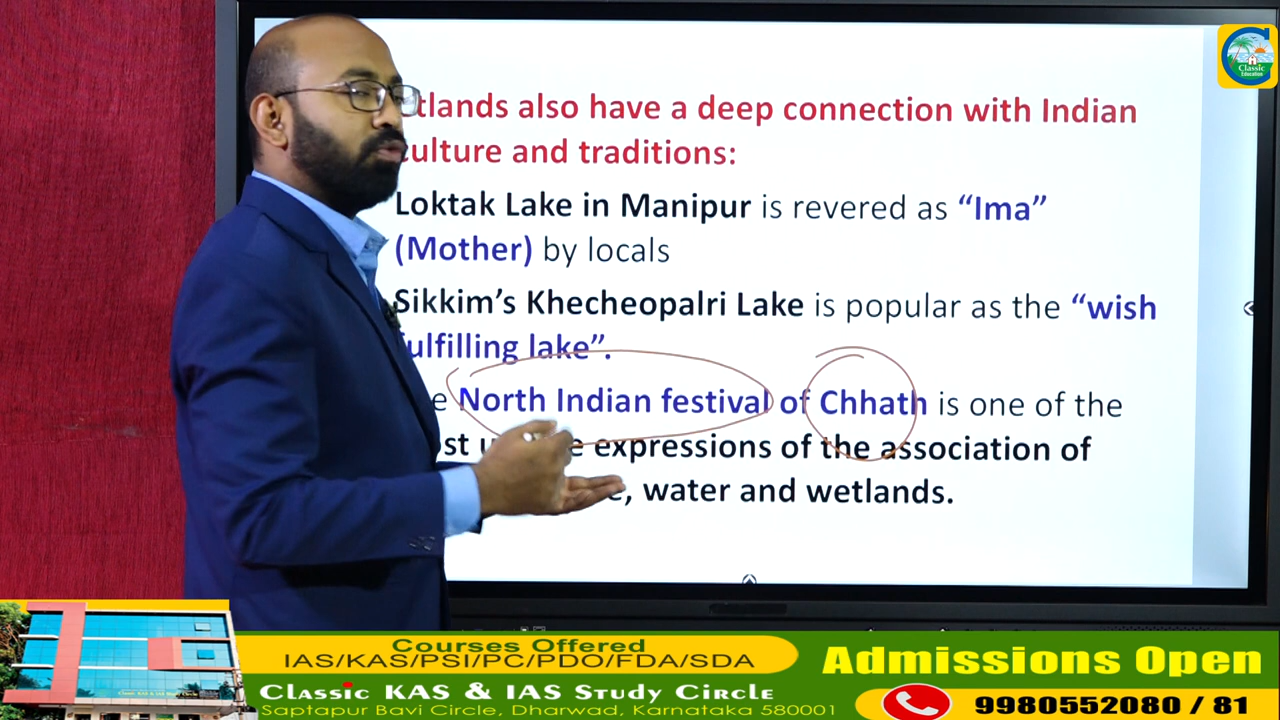 tlands also have a deep connection with Indian
culture and traditions:
Loktak Lake in Manipur is revered as “Ima”
(Mother) by locals
Sikkim’s Khecheopalri Lake is popular as the “wish
ulfilling lake”.
e North Indian festival of Chhath is one of the
expressions of the association of
, water and wetlands.
Classic
Education
Courses Offered
IAS/KAS/PSI/PC/PDO/FDA/SDA
Classic KAS & IAS Study Circle
Saptapur Bavi Circle, Dharwad, Karnataka 580001
Admissions Open
9980552080 / 81